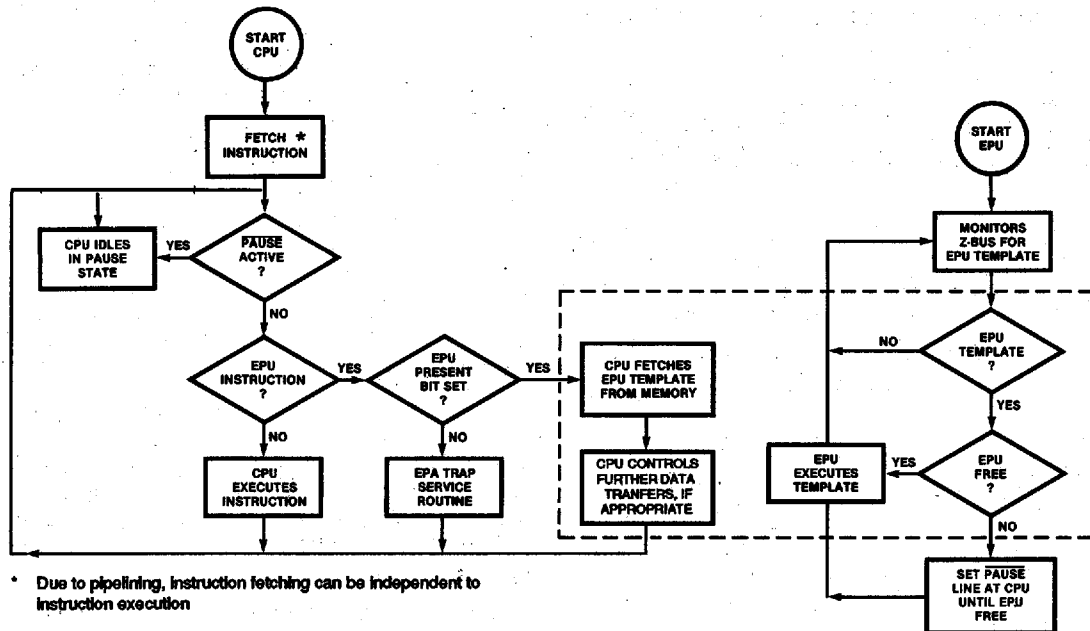 START
CPU
FETCH *
INSTRUCTION
CPU IDLES
IN PAUSE
STATE
YES
PAUSE
ACTIVE
?
NO
EPU
INSTRUCTION
?
YES
EPU
PRESENT
BIT SET
?
YES
NO
NO
CPU
EXECUTES
INSTRUCTION
EPA TRAP
SERVICE
ROUTINE
CPU FETCHES
EPU TEMPLATE
FROM MEMORY
CPU CONTROLS
FURTHER DATA
TRANFERS, IF
APPROPRIATE
START
EPU
MONITORS
Z-BUS FOR
EPU TEMPLATE
NO
EPU
TEMPLATE
?
YES
EPU
EXECUTES
TEMPLATE
YES
EPU
FREE
?
NO
SET PAUSE
LINE AT CPU
UNTIL EPU
FREE
* Due to pipelining, instruction fetching can be independent to
instruction execution